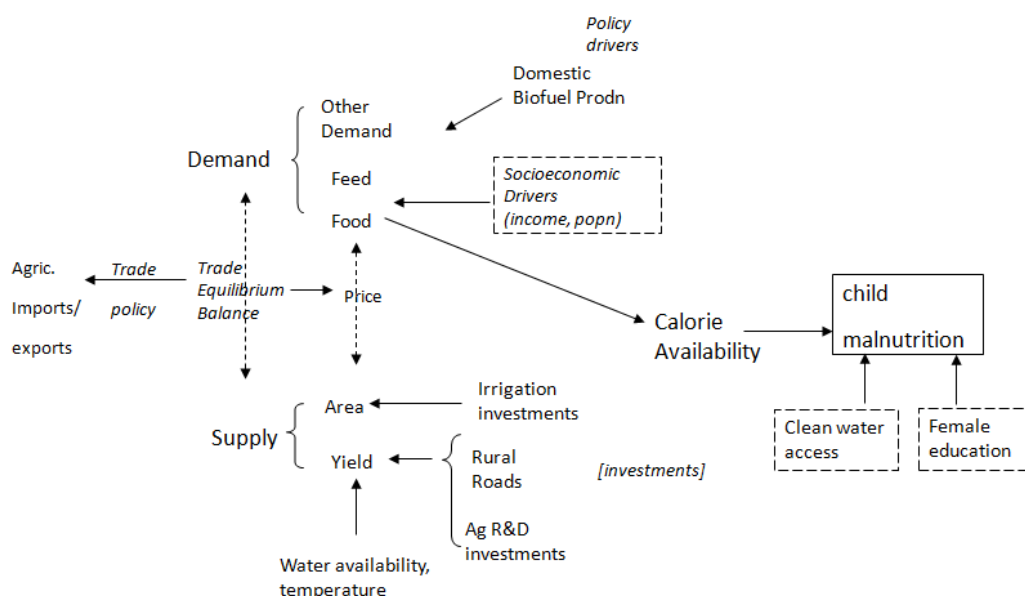 Policy
drivers
Domestic
Biofuel Prodn
Other
Demand
Demand
Feed
Socioeconomic
Drivers
(income, popn)
Food
Agric.
Imports/
exports
Trade
policy
Trade
Equilibrium
Balance
Price
Calorie
Availability
child
malnutrition
Irrigation
investments
Area
Supply
Yield
Rural
Roads
[investments]
Clean water
access
Female
education
Ag R&D
investments
Water availability,
temperature